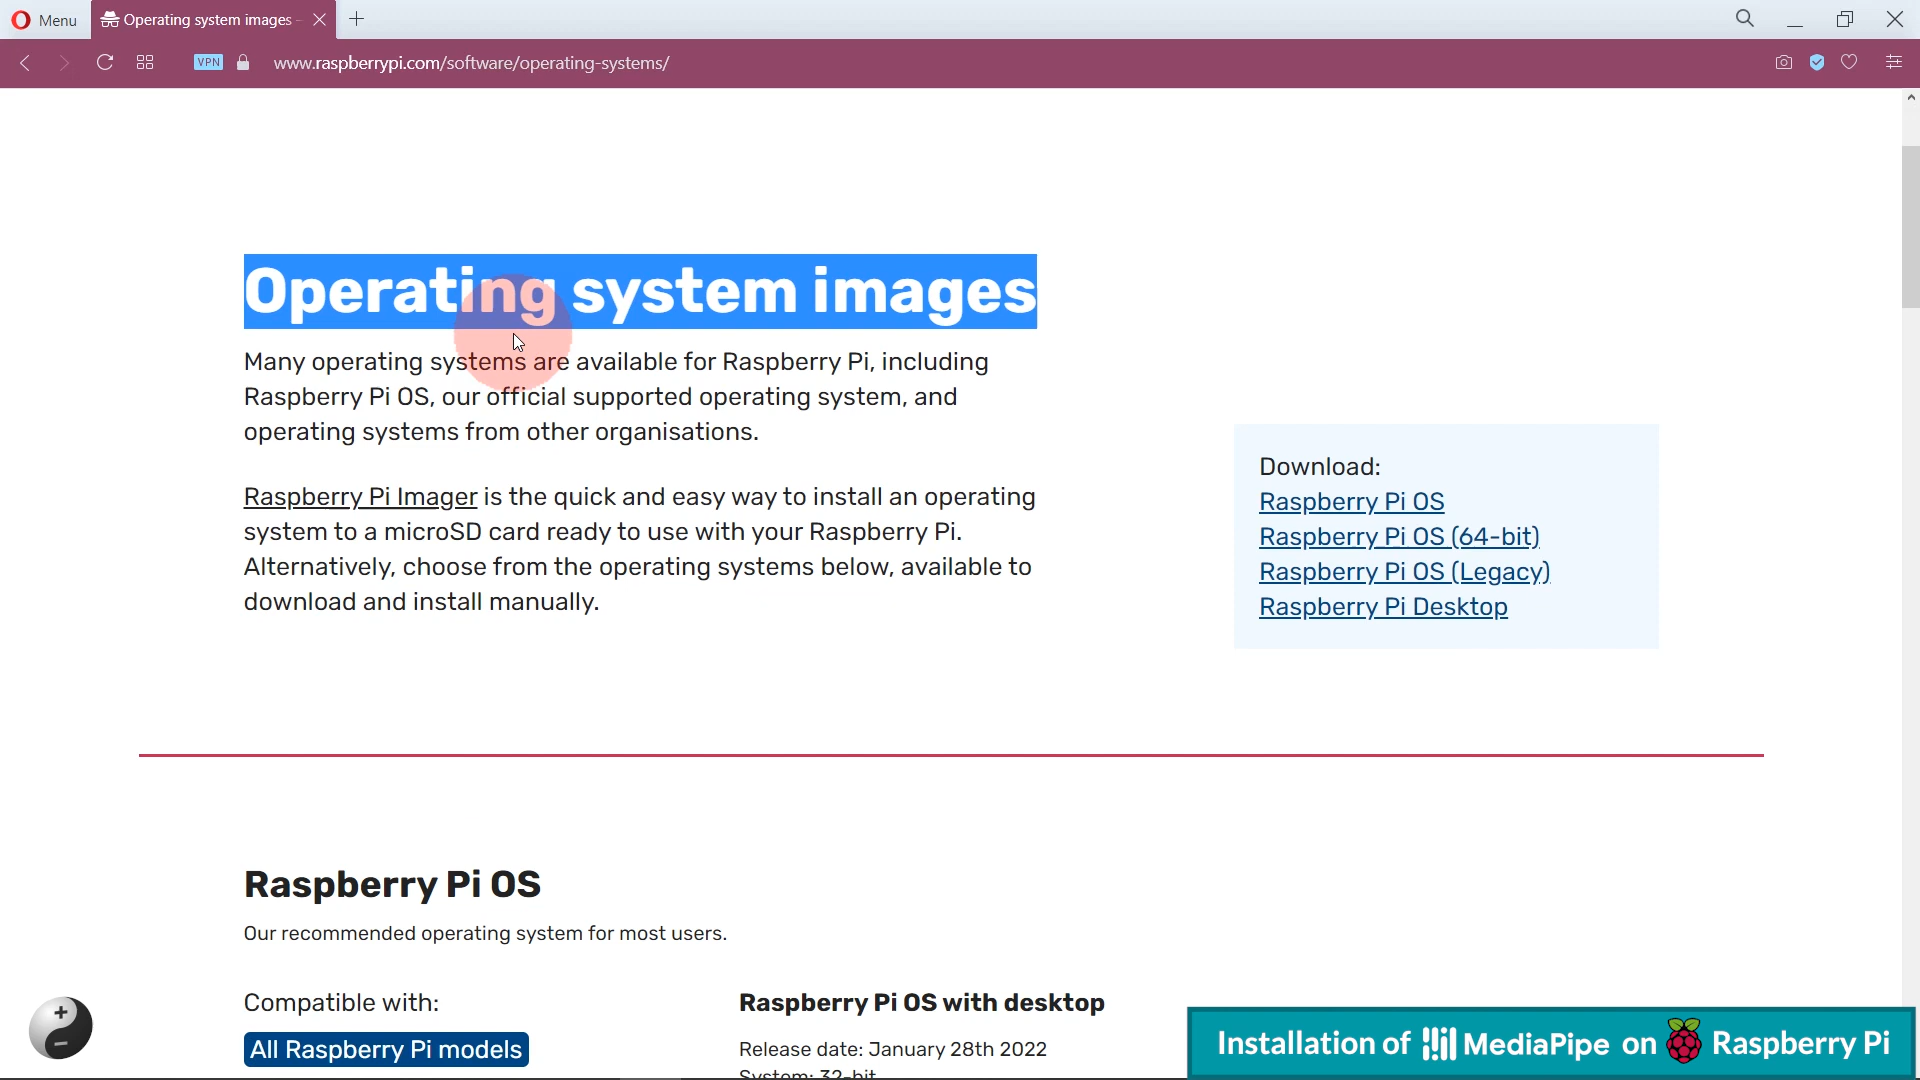 Menu
Operating system images -
VPN
www.raspberrypi.com/software/operating-systems/
Operating system images
Many operating systems are available for Raspberry Pi, including
Raspberry Pi OS, our official supported operating system, and
operating systems from other organisations.
Raspberry Pi Imager is the quick and easy way to install an operating
system to a microSD card ready to use with your Raspberry Pi.
Alternatively, choose from the operating systems below, available to
download and install manually.
Download:
Raspberry Pi OS
Raspberry Pi OS (64-bit)
Raspberry Pi OS (Legacy)
Raspberry Pi Desktop
Raspberry Pi OS
Our recommended operating system for most users.
Compatible with:
All Raspberry Pi models
Raspberry Pi OS with desktop
Release date: January 28th 2022
System: 32-bit
Installation of MediaPipe on Raspberry Pi